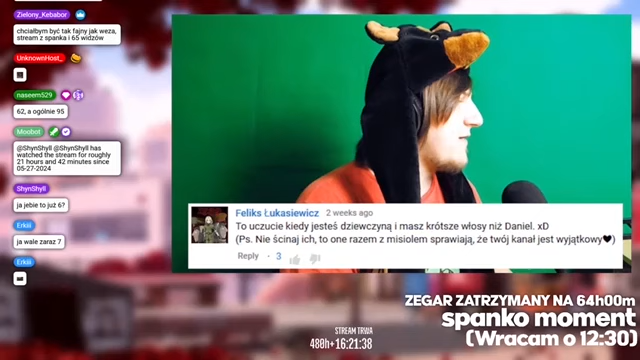 Zielony_Kebabor
chciałbym być tak fajny jak weza,
stream z spanka i 65 widzów
UnknownHost_
naseem529
62, a ogólnie 95
Moobot
@ShynShyll @ShynShyll has
watched the stream for roughly
21 hours and 42 minutes since
05-27-2024
ShynShyll
ja jebie to już 6?
Erkiii
ja wale zaraz 7
Erkiii
Feliks Łukasiewicz 2 weeks ago
To uczucie kiedy jesteś dziewczyną i masz krótsze włosy niż Daniel. xD
(Ps. Nie ścinaj ich, to one razem z misiolem sprawiają, że twój kanał jest wyjątkowy♥)
Reply · 3
ZEGAR ZATRZYMANY NA 64h00m
spanko moment
(Wracam o 12:30)
STREAM TRWA
480h+16:21:38